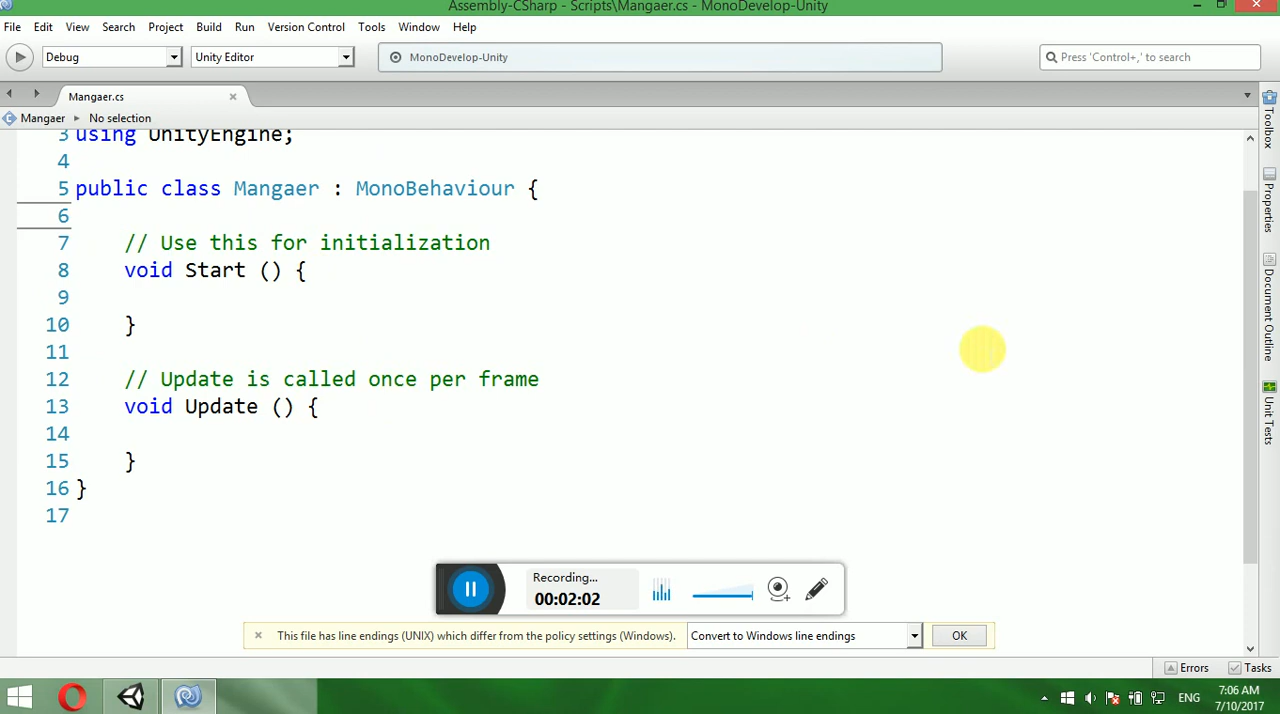 Assembly-CSharp - Scripts\Mangaer.cs - MonoDevelop-Unity
File Edit View Search Project Build Run Version Control Tools Window Help
Debug Unity Editor MonoDevelop-Unity Press 'Control+,' to search
Mangaer.cs
Mangaer No selection
3 using UnityEngine;
4
5 public class Mangaer : MonoBehaviour {
6
7 // Use this for initialization
8 void Start () {
9
10 }
11
12 // Update is called once per frame
13 void Update () {
14
15 }
16 }
17
Toolbox
Properties
Document Outline
Unit Tests
Recording...
00:02:02
This file has line endings (UNIX) which differ from the policy settings (Windows). Convert to Windows line endings OK
Errors Tasks
ENG 7:06 AM
7/10/2017